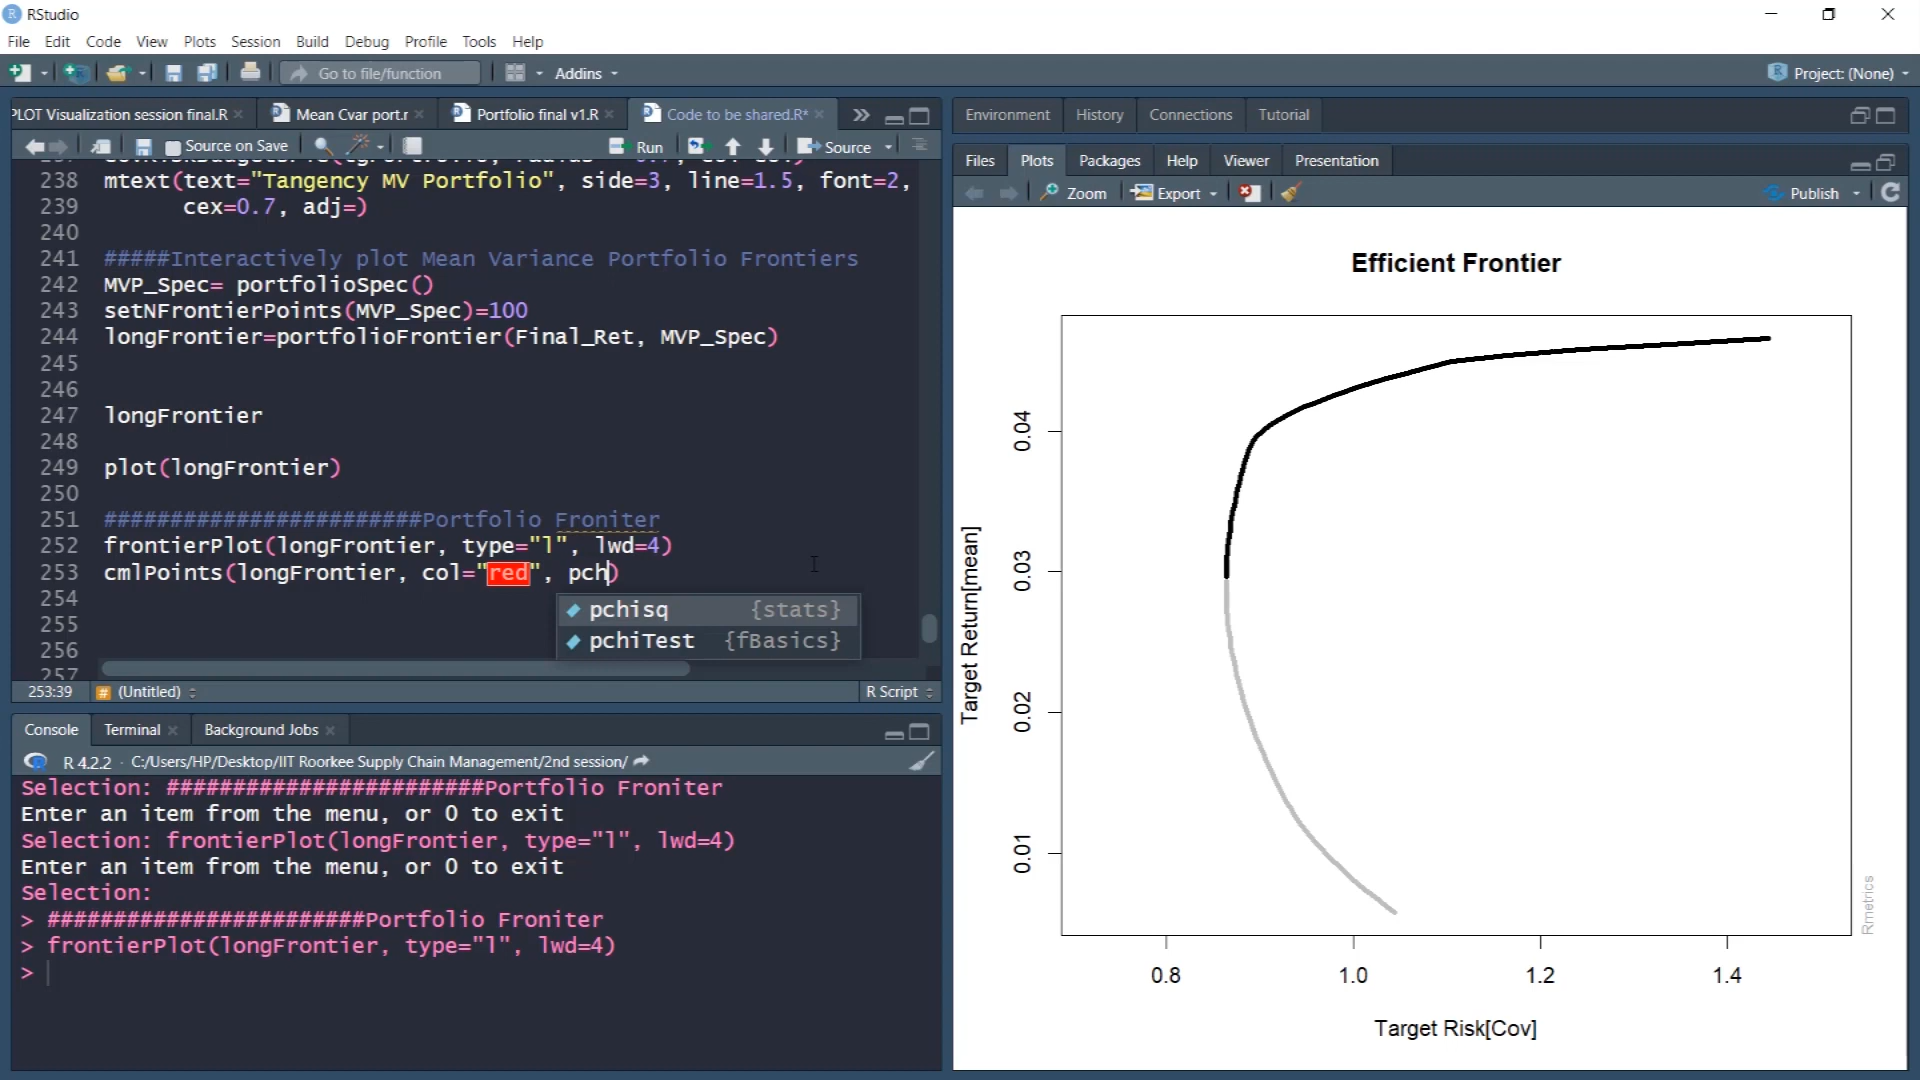 RStudio
File Edit Code View Plots Session Build Debug Profile Tools Help
Go to file/function Addins Project: (None)
PLOT Visualization session final.R Mean Cvar port.r Portfolio final v1.R Code to be shared.R*
Source on Save Run Source
238 mtext(text="Tangency MV Portfolio", side=3, line=1.5, font=2,
239 cex=0.7, adj=)
240
241 #####Interactively plot Mean Variance Portfolio Frontiers
242 MVP_Spec= portfolioSpec()
243 setNFrontierPoints(MVP_Spec)=100
244 longFrontier=portfolioFrontier(Final_Ret, MVP_Spec)
245
246
247 longFrontier
248
249 plot(longFrontier)
250
251 ########################Portfolio Froniter
252 frontierPlot(longFrontier, type="l", lwd=4)
253 cmlPoints(longFrontier, col="red", pch)
254 pchisq {stats}
255
256 pchiTest {fBasics}
257
253:39 # (Untitled) R Script
Console Terminal Background Jobs
R 4.2.2 · C:/Users/HP/Desktop/IIT Roorkee Supply Chain Management/2nd session/
Selection: ########################Portfolio Froniter
Enter an item from the menu, or 0 to exit
Selection: frontierPlot(longFrontier, type="l", lwd=4)
Enter an item from the menu, or 0 to exit
Selection:
> ########################Portfolio Froniter
> frontierPlot(longFrontier, type="l", lwd=4)
>
Environment History Connections Tutorial
Files Plots Packages Help Viewer Presentation
Zoom Export Publish
Efficient Frontier
Target Return[mean]
0.04
0.03
0.02
0.01
0.8 1.0 1.2 1.4
Target Risk[Cov]
Rmetrics